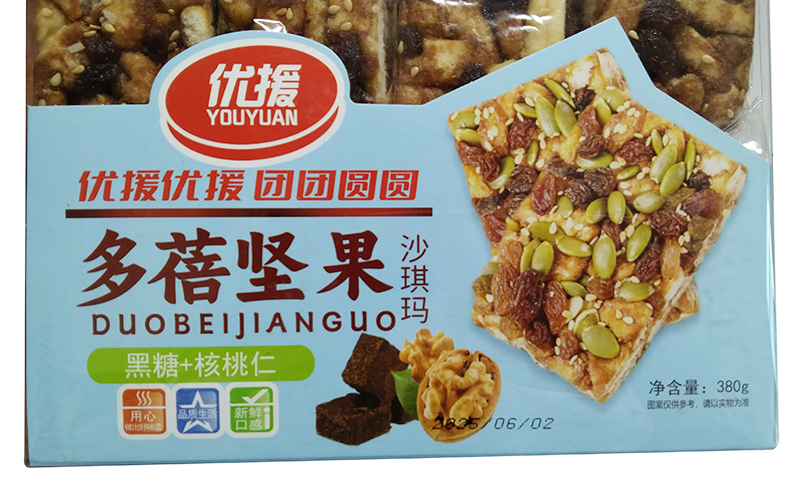 优援
YOUYUAN
优援优援 团团圆圆
多蓓坚果
沙琪玛
DUOBEIJIANGUO
黑糖+核桃仁
用心
品质生活
新鲜
口感
净含量：380g
图案仅供参考，请以实物为准
2025/06/02